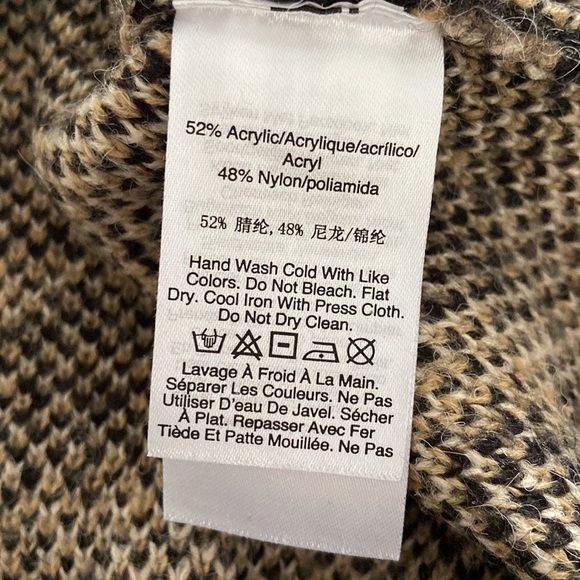 52% Acrylic/Acrylique/acrílico/
Acryl
48% Nylon/poliamida
52% 腈纶,48% 尼龙/锦纶
Hand Wash Cold With Like
Colors. Do Not Bleach. Flat
Dry. Cool Iron With Press Cloth.
Do Not Dry Clean.
Lavage À Froid À La Main.
Séparer Les Couleurs. Ne Pas
Utiliser D'eau De Javel. Sécher
À Plat. Repasser Avec Fer
Tiède Et Patte Mouillée. Ne Pas